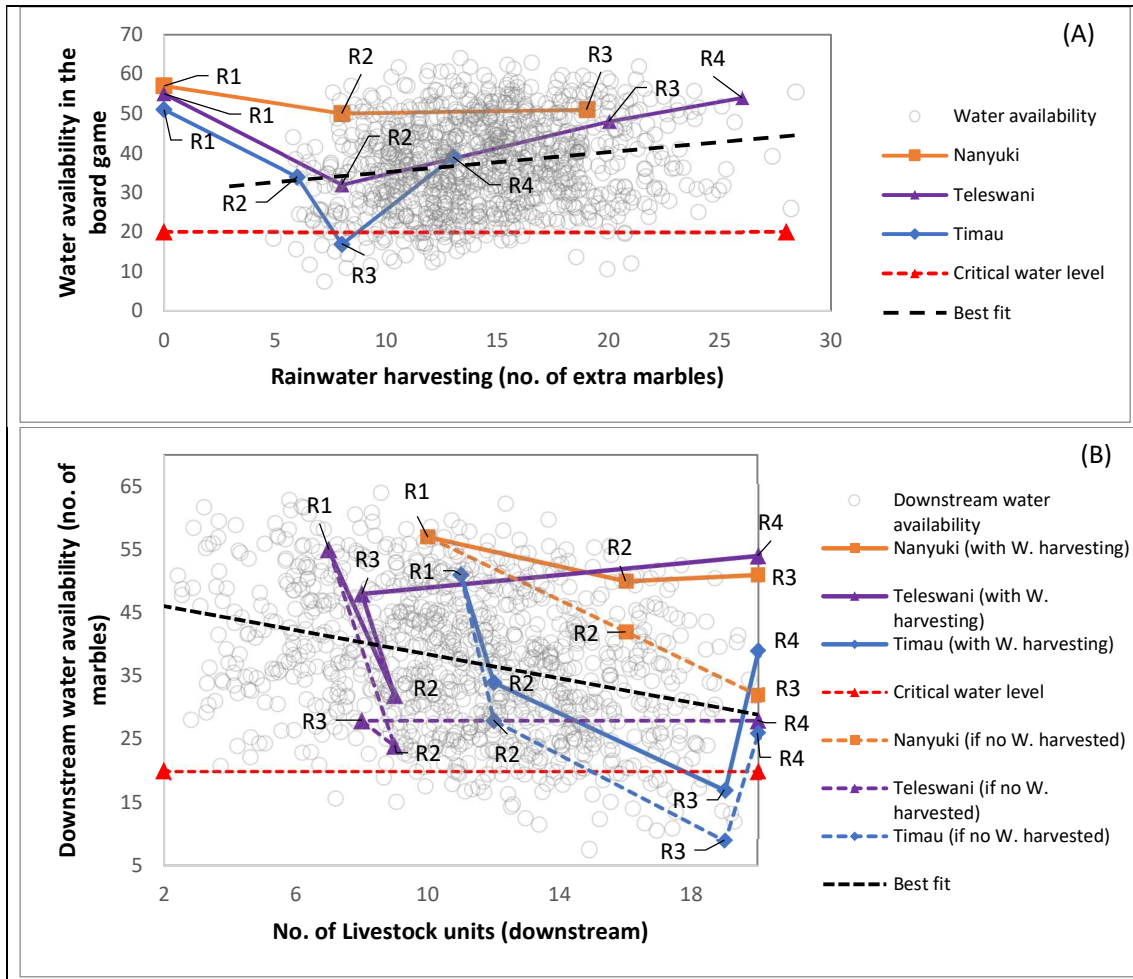 (A)
Water availability in the
board game
70
60
50
40
30
20
10
0
R1
R1
R1
R2
R2
R2
R3
R4
R3
R3
R4
0 5 10 15 20 25 30
Rainwater harvesting (no. of extra marbles)
Water availability
Nanyuki
Teleswani
Timau
Critical water level
Best fit
(B)
Downstream water availability (no. of
marbles)
65
55
45
35
25
15
5
R1
R1
R3
R1
R2
R4
R3
R2
R4
R2
R2
R3
R3
R4
R2
R2
R4
R3
R3
2 6 10 14 18
No. of Livestock units (downstream)
Downstream water
availability
Nanyuki (with W. harvesting)
Teleswani (with W.
harvesting)
Timau (with W. harvesting)
Critical water level
Nanyuki (if no W. harvested)
Teleswani (if no W.
harvested)
Timau (if no W. harvested)
Best fit